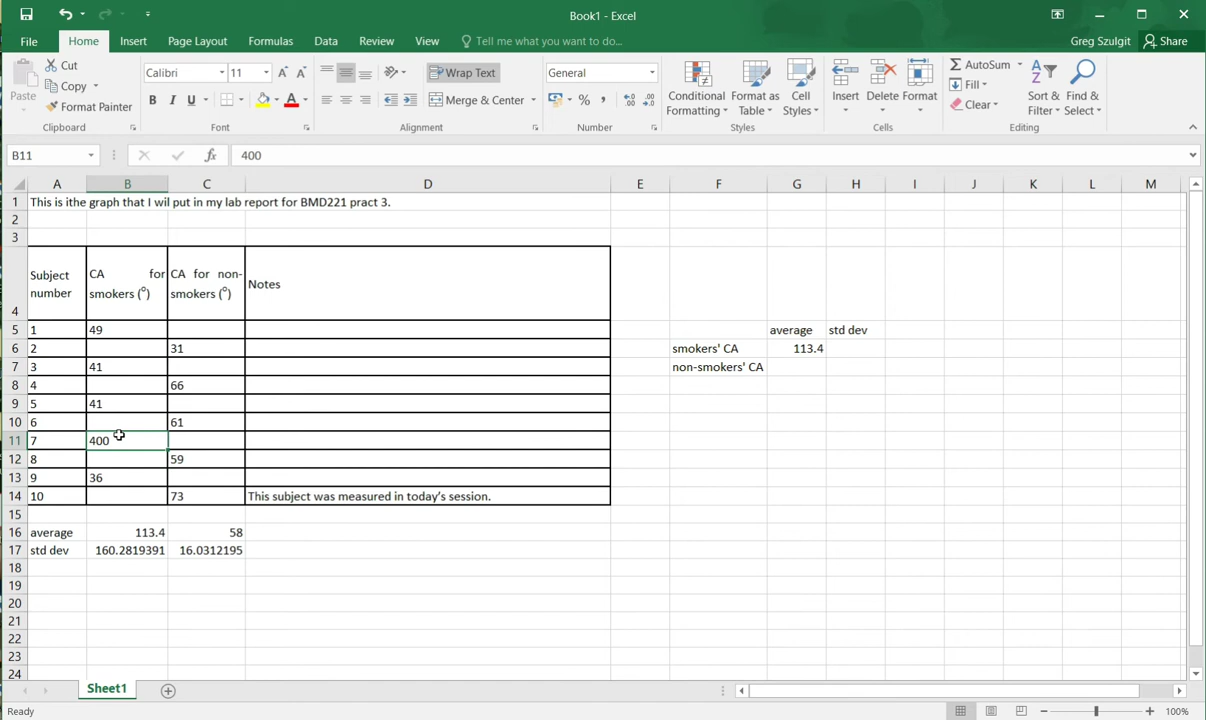 Book1 - Excel
File Home Insert Page Layout Formulas Data Review View Tell me what you want to do... Greg Szulgit Share
Paste
Cut
Copy
Format Painter
Calibri 11
B I U A
Wrap Text
Merge & Center
General
$ % ,
Conditional Formatting
Format as Table
Cell Styles
Insert
Delete
Format
AutoSum
Fill
Clear
Sort & Filter
Find & Select
Clipboard Font Alignment Number Styles Cells Editing
B11 fx 400
A B C D E F G H I J K L M
1 This is ithe graph that I wil put in my lab report for BMD221 pract 3.
2
3
4 Subject number CA for smokers (°) CA for non-smokers (°) Notes
5 1 49 average std dev
6 2 31 smokers' CA 113.4
7 3 41 non-smokers' CA
8 4 66
9 5 41
10 6 61
11 7 400
12 8 59
13 9 36
14 10 73 This subject was measured in today's session.
15
16 average 113.4 58
17 std dev 160.2819391 16.0312195
18
19
20
21
22
23
24
Sheet1
Ready 100%